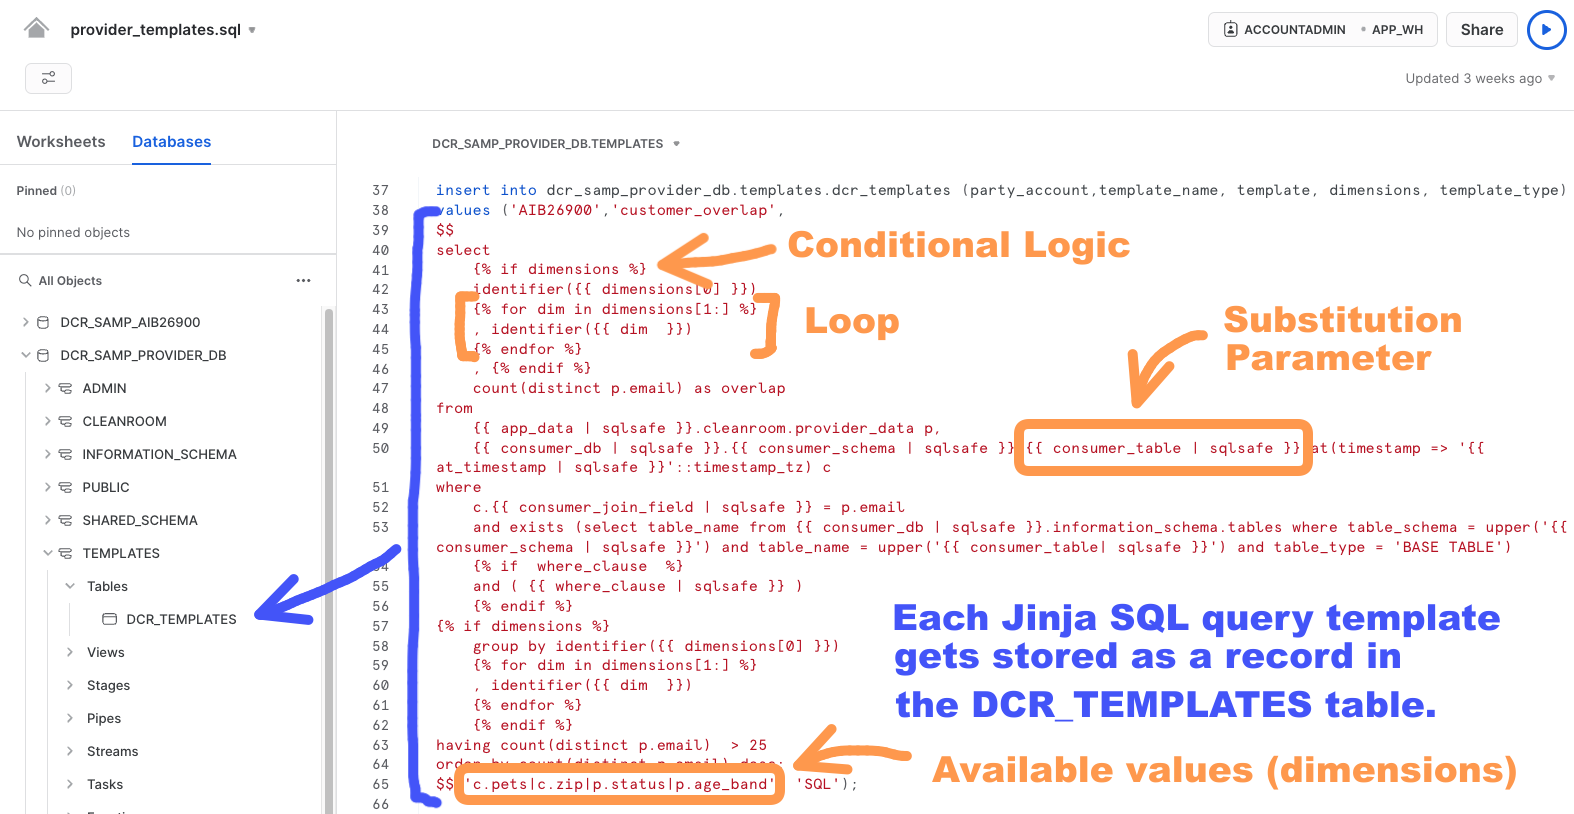 provider_templates.sql
ACCOUNTADMIN • APP_WH
Share
Updated 3 weeks ago
Worksheets
Databases
Pinned (0)
No pinned objects
All Objects
DCR_SAMP_AIB26900
DCR_SAMP_PROVIDER_DB
ADMIN
CLEANROOM
INFORMATION_SCHEMA
PUBLIC
SHARED_SCHEMA
TEMPLATES
Tables
DCR_TEMPLATES
Views
Stages
Pipes
Streams
Tasks
DCR_SAMP_PROVIDER_DB.TEMPLATES
37 insert into dcr_samp_provider_db.templates.dcr_templates (party_account,template_name, template, dimensions, template_type)
38 values ('AIB26900','customer_overlap',
39 $$
40 select
41 {% if dimensions %}
42 identifier({{ dimensions[0] }})
43 {% for dim in dimensions[1:] %}
44 , identifier({{ dim  }})
45 {% endfor %}
46 , {% endif %}
47 count(distinct p.email) as overlap
48 from
49 {{ app_data | sqlsafe }}.cleanroom.provider_data p,
50 {{ consumer_db | sqlsafe }}.{{ consumer_schema | sqlsafe }} {{ consumer_table | sqlsafe }} at(timestamp => '{{
at_timestamp | sqlsafe }}'::timestamp_tz) c
51 where
52 c.{{ consumer_join_field | sqlsafe }} = p.email
53 and exists (select table_name from {{ consumer_db | sqlsafe }}.information_schema.tables where table_schema = upper('{{
consumer_schema | sqlsafe }}') and table_name = upper('{{ consumer_table| sqlsafe }}') and table_type = 'BASE TABLE')
54 {% if  where_clause  %}
55 and ( {{ where_clause | sqlsafe }} )
56 {% endif %}
57 {% if dimensions %}
58 group by identifier({{ dimensions[0] }})
59 {% for dim in dimensions[1:] %}
60 , identifier({{ dim  }})
61 {% endfor %}
62 {% endif %}
63 having count(distinct p.email)  > 25
64 order by count(distinct p.email) desc;
65 $$ 'c.pets|c.zip|p.status|p.age_band' 'SQL');
66
Conditional Logic
Loop
Substitution
Parameter
Each Jinja SQL query template
gets stored as a record in
the DCR_TEMPLATES table.
Available values (dimensions)